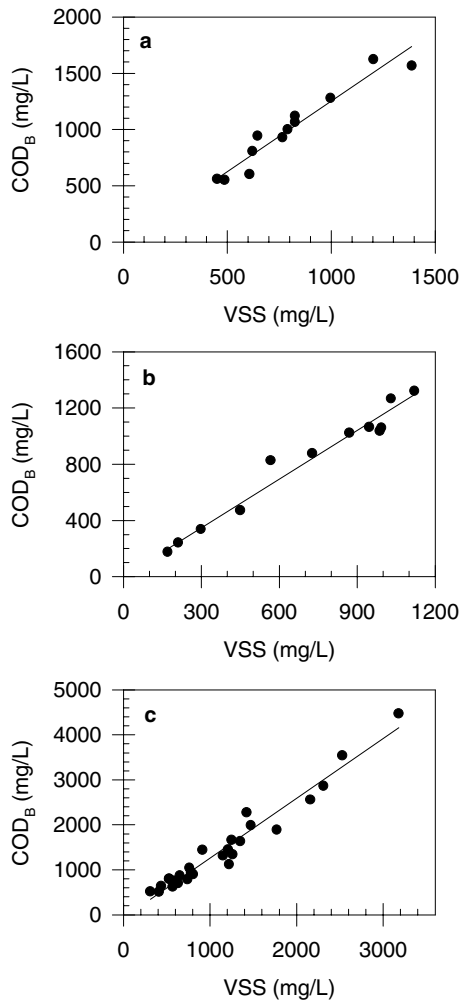 2000
a
1500
COD_B (mg/L)
1000
500
0
0 500 1000 1500
VSS (mg/L)
1600
b
1200
COD_B (mg/L)
800
400
0
0 300 600 900 1200
VSS (mg/L)
5000
c
4000
COD_B (mg/L)
3000
2000
1000
0
0 1000 2000 3000
VSS (mg/L)